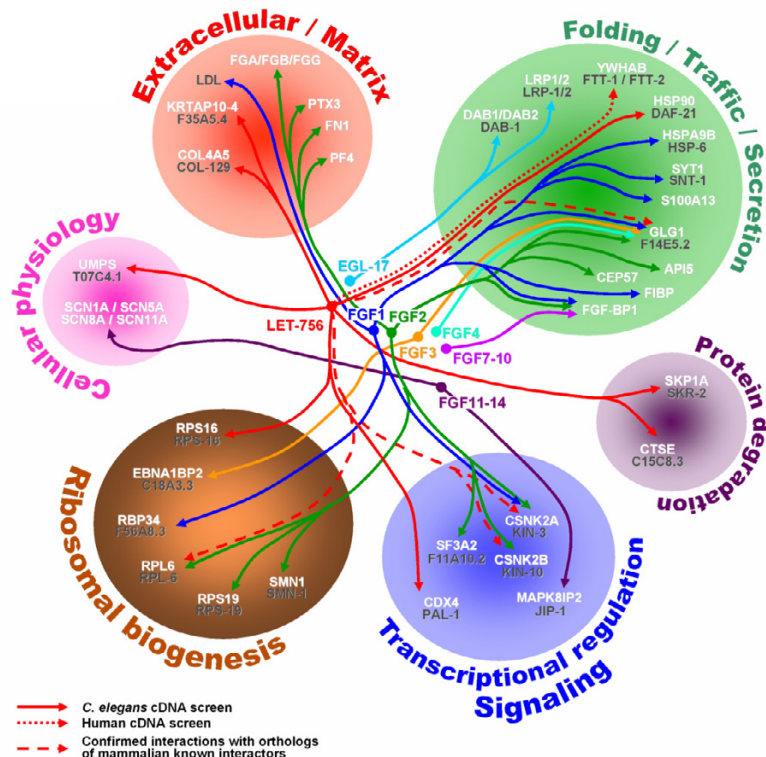 Extracellular / Matrix
FGA/FGB/FGG
LDL
PTX3
KRTAP10-4
F35A5.4
FN1
COL4A5
COL-129
PF4
Folding / Traffic / Secretion
YWHAB
FTT-1 / FTT-2
LRP1/2
LRP-1/2
HSP90
DAF-21
DAB1/DAB2
DAB-1
HSPA9B
HSP-6
SYT1
SNT-1
S100A13
GLG1
F14E5.2
API5
CEP57
FIBP
FGF-BP1
Cellular physiology
UMPS
T07C4.1
SCN1A / SCN5A
SCN8A / SCN11A
EGL-17
LET-756
FGF1
FGF2
FGF3
FGF4
FGF7-10
FGF11-14
Protein degradation
SKP1A
SKR-2
CTSE
C15C8.3
Ribosomal biogenesis
RPS16
RPS-16
EBNA1BP2
C18A3.3
RBP34
F56A8.3
RPL6
RPL-6
RPS19
RPS-19
SMN1
SMN-1
Transcriptional regulation
Signaling
CSNK2A
KIN-3
SF3A2
F11A10.2
CSNK2B
KIN-10
CDX4
PAL-1
MAPK8IP2
JIP-1
C. elegans cDNA screen
Human cDNA screen
Confirmed interactions with orthologs
of mammalian known interactors